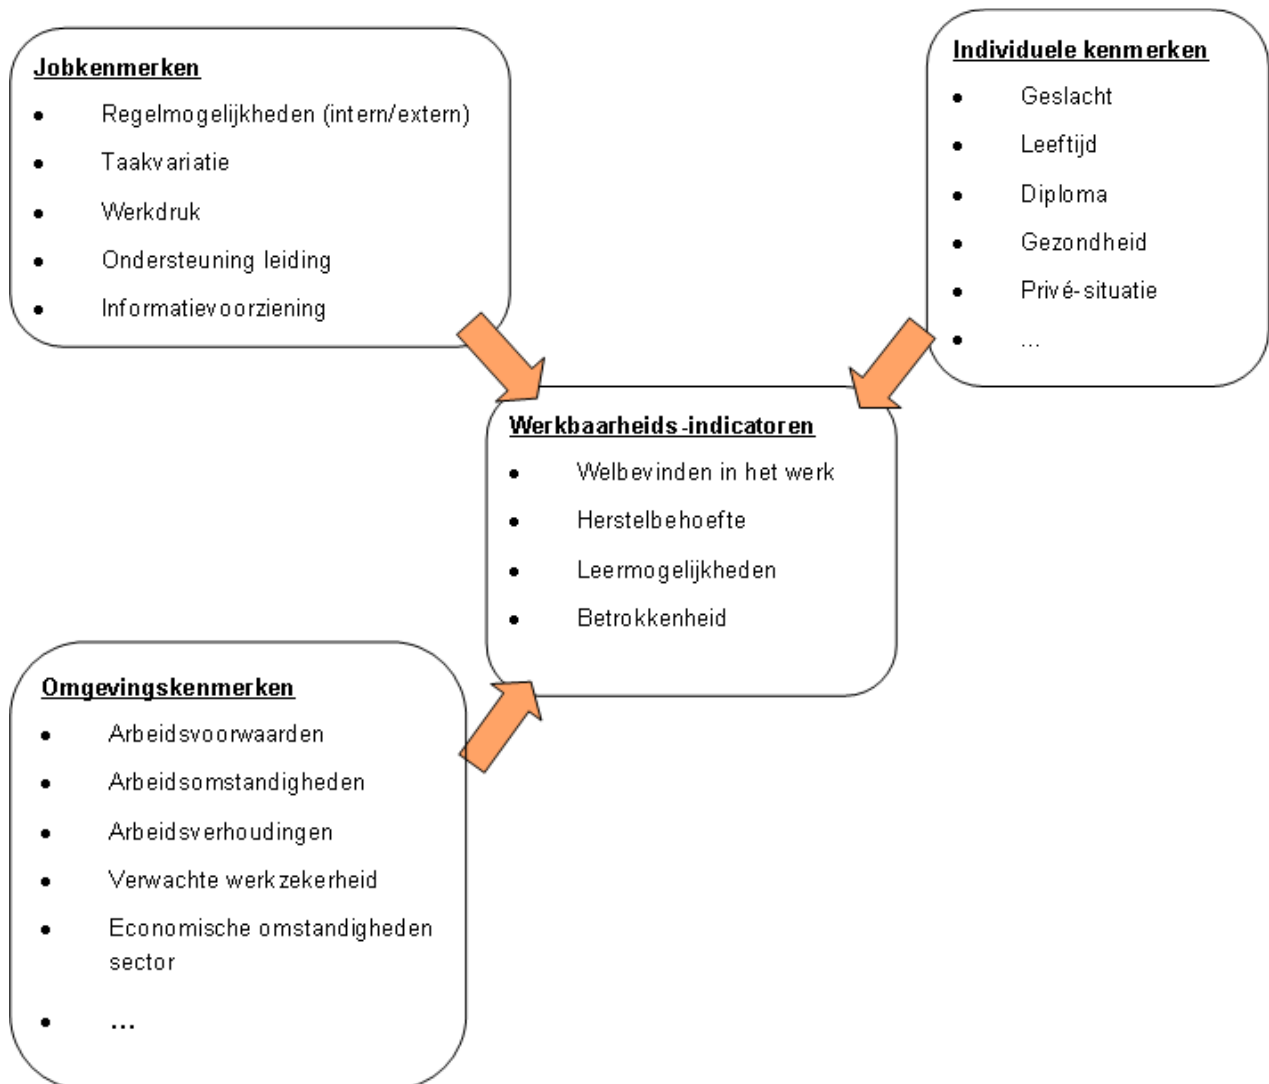 Jobkenmerken
• Regelmogelijkheden (intern/extern)
• Taakvariatie
• Werkdruk
• Ondersteuning leiding
• Informatievoorziening
Individuele kenmerken
• Geslacht
• Leeftijd
• Diploma
• Gezondheid
• Privé-situatie
• ...
Werkbaarheids-indicatoren
• Welbevinden in het werk
• Herstelbehoefte
• Leermogelijkheden
• Betrokkenheid
Omgevingskenmerken
• Arbeidsvoorwaarden
• Arbeidsomstandigheden
• Arbeidsverhoudingen
• Verwachte werkzekerheid
• Economische omstandigheden
sector
• ...